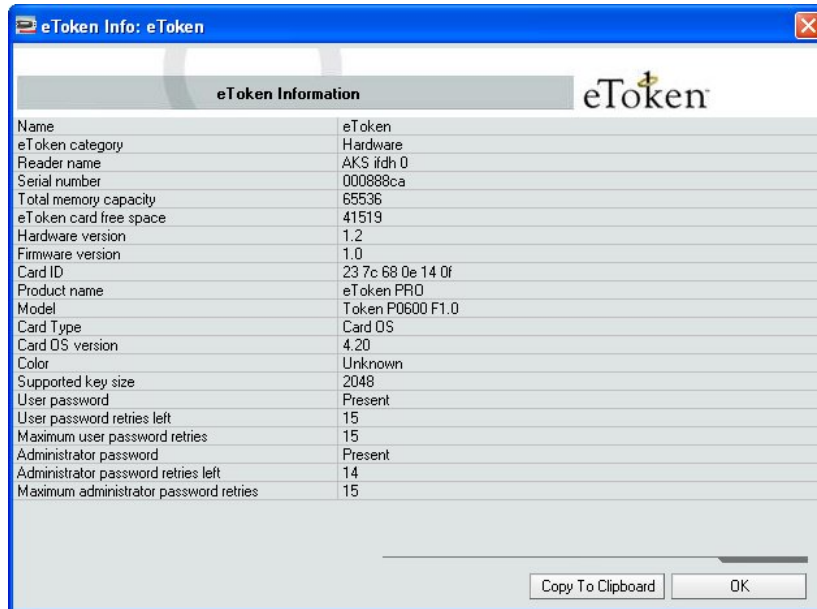 eToken Info: eToken
eToken Information
eToken
Name eToken
eToken category Hardware
Reader name AKS ifdh 0
Serial number 000888ca
Total memory capacity 65536
eToken card free space 41519
Hardware version 1.2
Firmware version 1.0
Card ID 23 7c 68 0e 14 0f
Product name eToken PRO
Model Token P0600 F1.0
Card Type Card OS
Card OS version 4.20
Color Unknown
Supported key size 2048
User password Present
User password retries left 15
Maximum user password retries 15
Administrator password Present
Administrator password retries left 14
Maximum administrator password retries 15
Copy To Clipboard OK